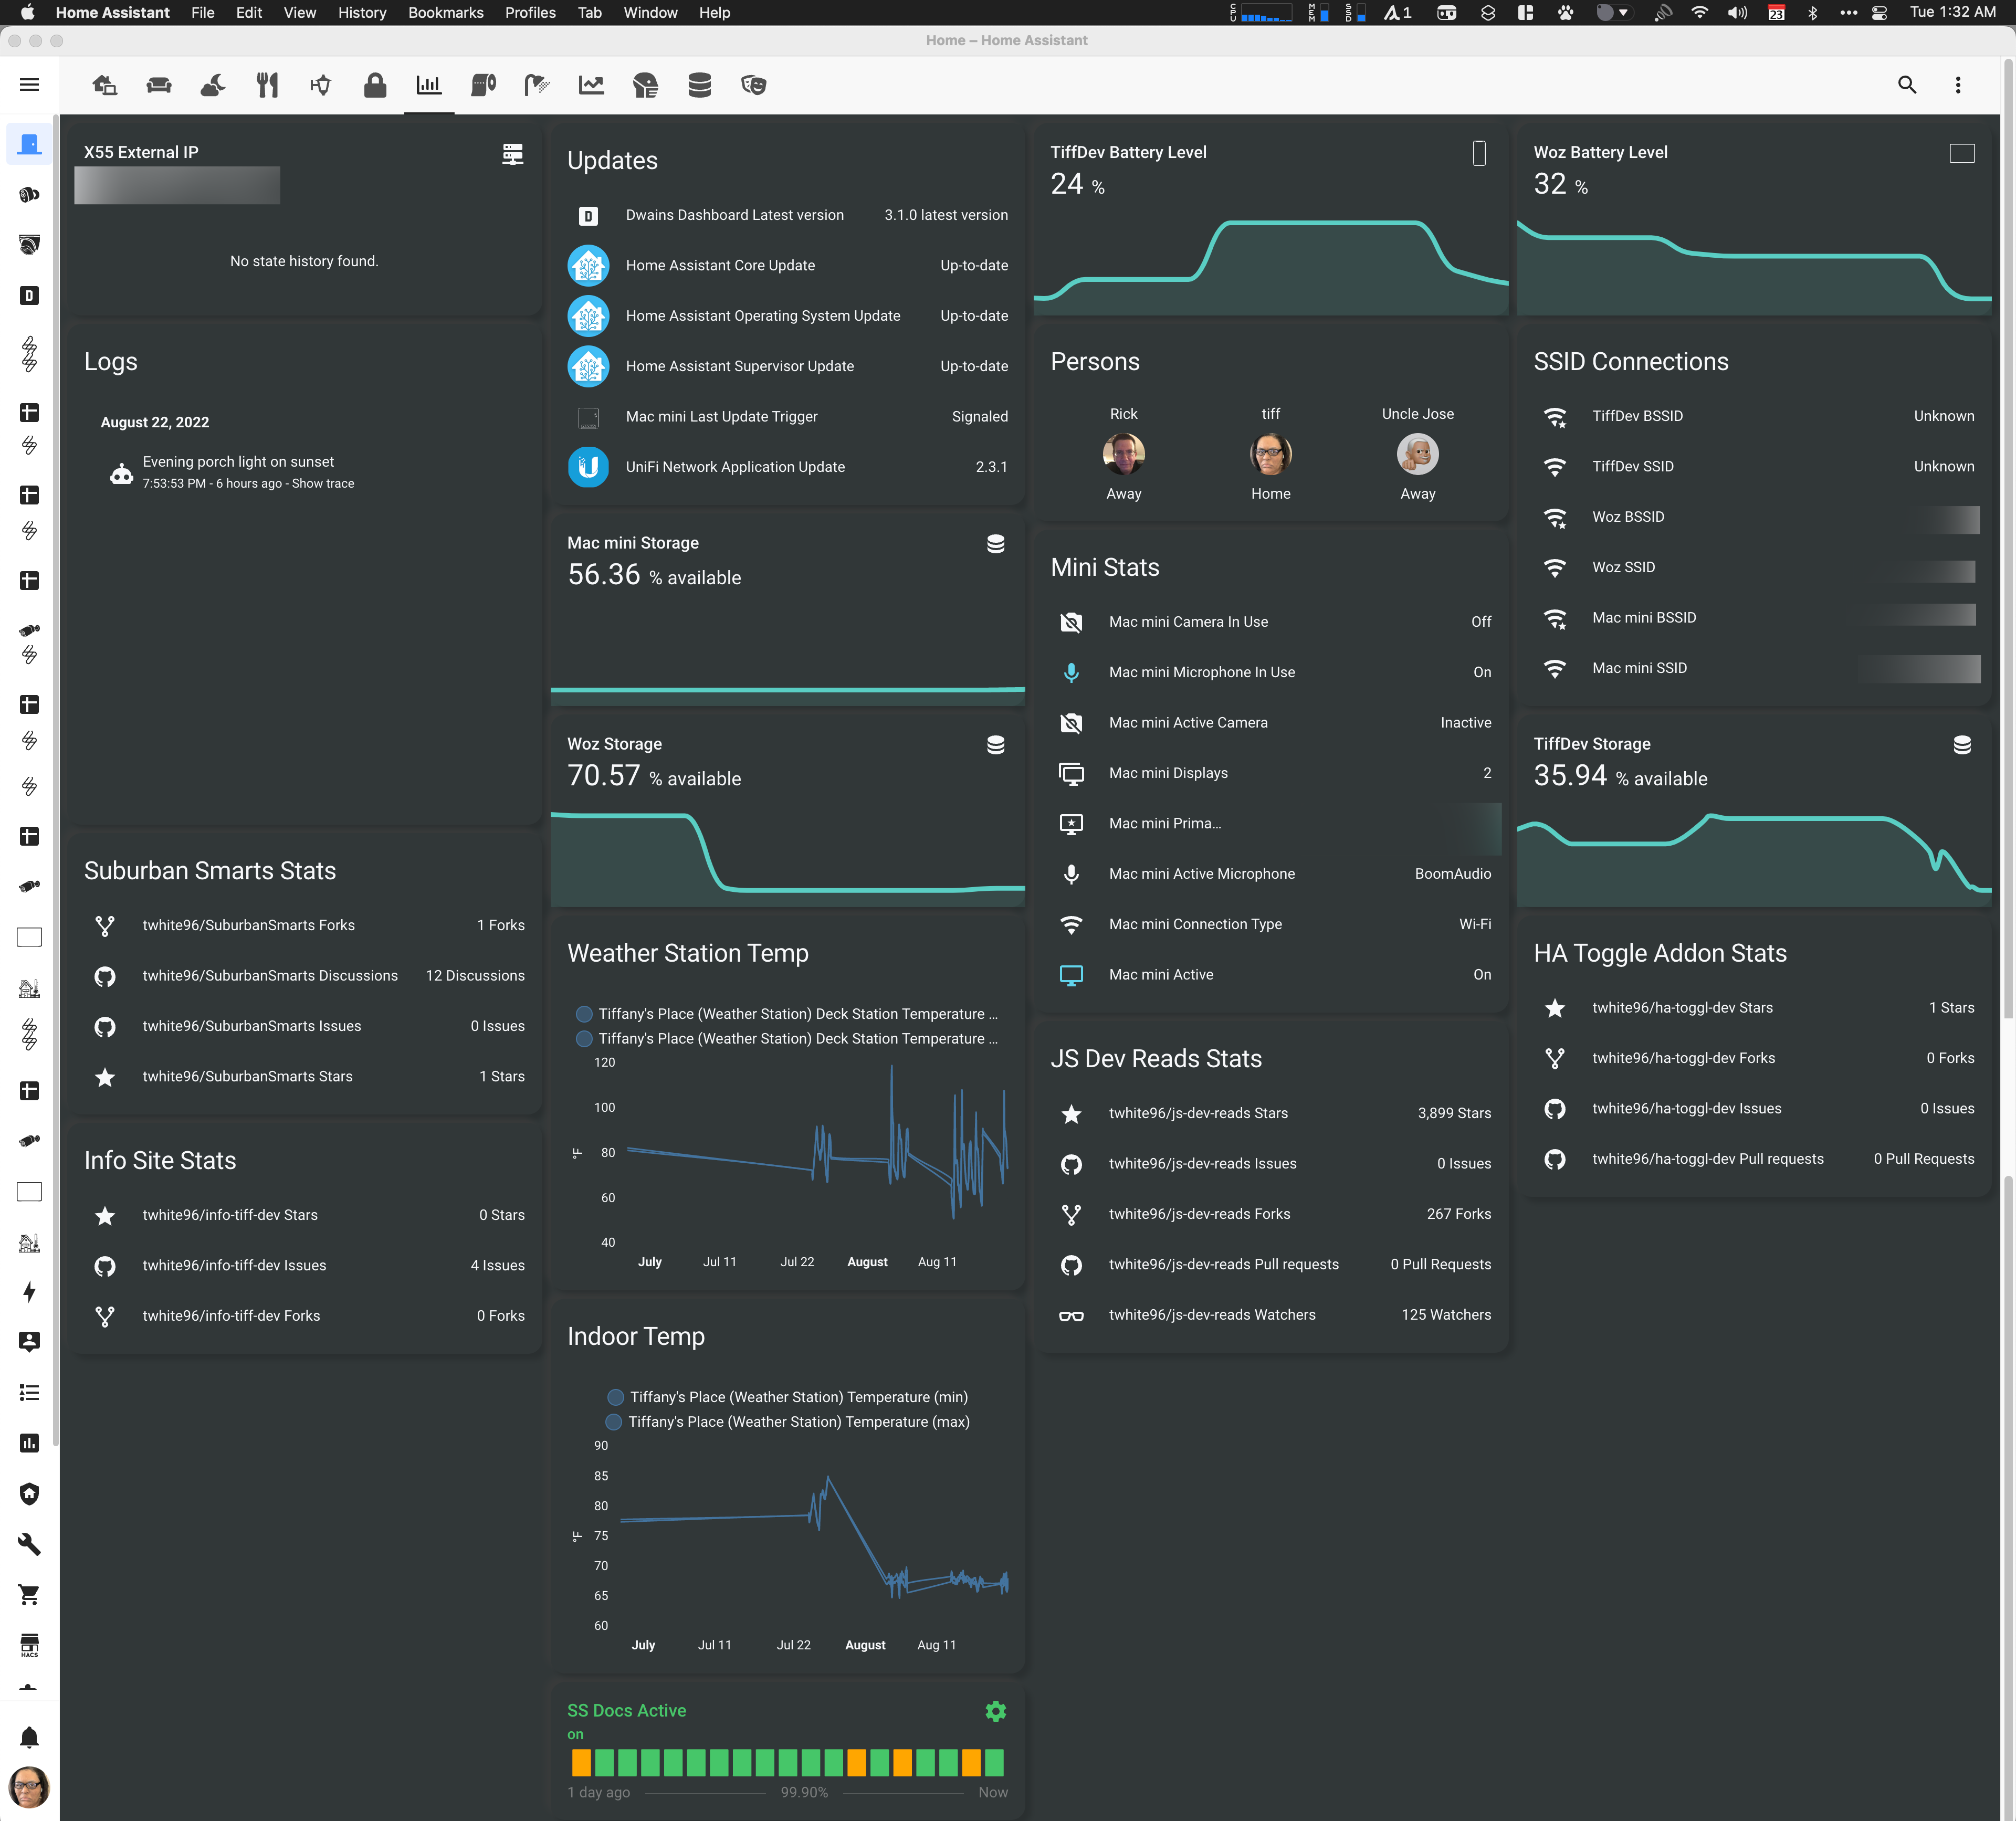 Home Assistant File Edit View History Bookmarks Profiles Tab Window Help CPU MEM SSD 1 23 Tue 1:32 AM
Home – Home Assistant
X55 External IP
No state history found.
Logs
August 22, 2022
Evening porch light on sunset
7:53:53 PM - 6 hours ago - Show trace
Suburban Smarts Stats
twhite96/SuburbanSmarts Forks 1 Forks
twhite96/SuburbanSmarts Discussions 12 Discussions
twhite96/SuburbanSmarts Issues 0 Issues
twhite96/SuburbanSmarts Stars 1 Stars
Info Site Stats
twhite96/info-tiff-dev Stars 0 Stars
twhite96/info-tiff-dev Issues 4 Issues
twhite96/info-tiff-dev Forks 0 Forks
Updates
D Dwains Dashboard Latest version 3.1.0 latest version
Home Assistant Core Update Up-to-date
Home Assistant Operating System Update Up-to-date
Home Assistant Supervisor Update Up-to-date
Mac mini Last Update Trigger Signaled
UniFi Network Application Update 2.3.1
Mac mini Storage
56.36 % available
Woz Storage
70.57 % available
Weather Station Temp
Tiffany's Place (Weather Station) Deck Station Temperature ...
Tiffany's Place (Weather Station) Deck Station Temperature ...
120
100
80
60
40
°F
July Jul 11 Jul 22 August Aug 11
Indoor Temp
Tiffany's Place (Weather Station) Temperature (min)
Tiffany's Place (Weather Station) Temperature (max)
90
85
80
75
70
65
60
°F
July Jul 11 Jul 22 August Aug 11
SS Docs Active
on
1 day ago 99.90% Now
TiffDev Battery Level
24 %
Persons
Rick tiff Uncle Jose
Away Home Away
Mini Stats
Mac mini Camera In Use Off
Mac mini Microphone In Use On
Mac mini Active Camera Inactive
Mac mini Displays 2
Mac mini Prima...
Mac mini Active Microphone BoomAudio
Mac mini Connection Type Wi-Fi
Mac mini Active On
JS Dev Reads Stats
twhite96/js-dev-reads Stars 3,899 Stars
twhite96/js-dev-reads Issues 0 Issues
twhite96/js-dev-reads Forks 267 Forks
twhite96/js-dev-reads Pull requests 0 Pull Requests
twhite96/js-dev-reads Watchers 125 Watchers
Woz Battery Level
32 %
SSID Connections
TiffDev BSSID Unknown
TiffDev SSID Unknown
Woz BSSID
Woz SSID
Mac mini BSSID
Mac mini SSID
TiffDev Storage
35.94 % available
HA Toggle Addon Stats
twhite96/ha-toggl-dev Stars 1 Stars
twhite96/ha-toggl-dev Forks 0 Forks
twhite96/ha-toggl-dev Issues 0 Issues
twhite96/ha-toggl-dev Pull requests 0 Pull Requests
D
HACS